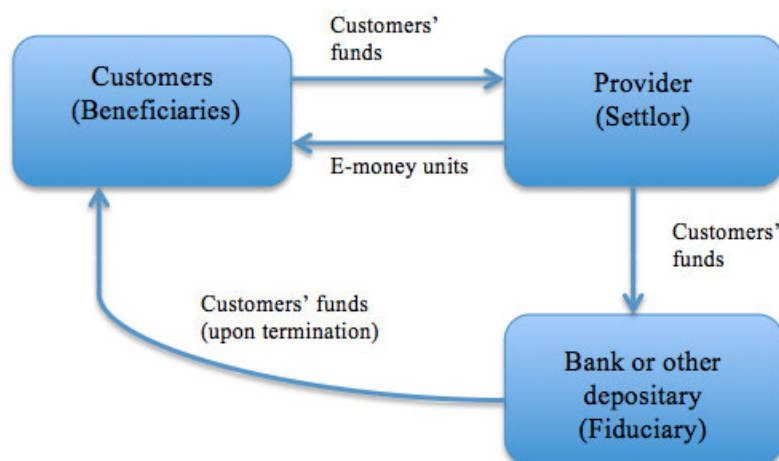 Customers’
funds
Customers
(Beneficiaries)
Provider
(Settlor)
E-money units
Customers’
funds
Customers’ funds
(upon termination)
Bank or other
depositary
(Fiduciary)